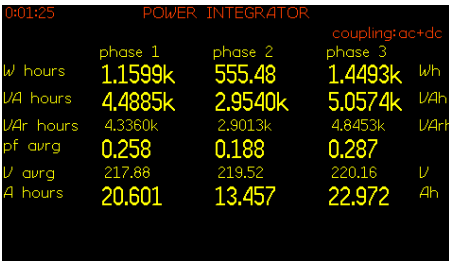 0:01:25 POWER INTEGRATOR
coupling:ac+dc
phase 1 phase 2 phase 3
W hours 1.1599k 555.48 1.4493k Wh
VA hours 4.4885k 2.9540k 5.0574k VAh
VAr hours 4.3360k 2.9013k 4.8453k VArh
pf avrg 0.258 0.188 0.287
V avrg 217.88 219.52 220.16 V
A hours 20.601 13.457 22.972 Ah